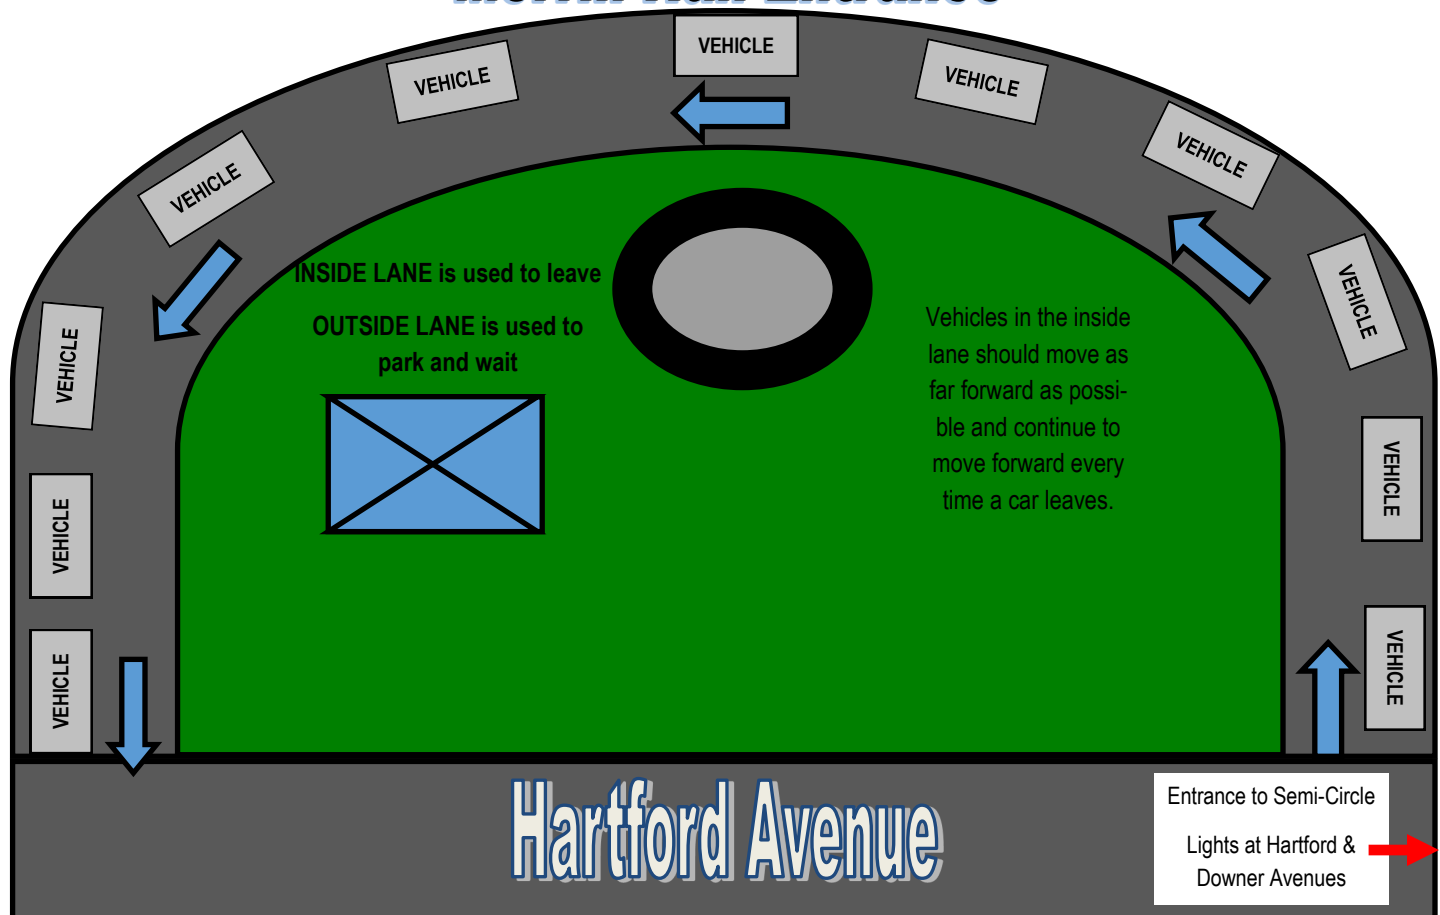 Merrill Hall Entrance
VEHICLE
VEHICLE
VEHICLE
VEHICLE
VEHICLE
VEHICLE
VEHICLE
VEHICLE
VEHICLE
VEHICLE
VEHICLE
INSIDE LANE is used to leave
OUTSIDE LANE is used to
park and wait
Vehicles in the inside
lane should move as
far forward as possi-
ble and continue to
move forward every
time a car leaves.
Hartford Avenue
Entrance to Semi-Circle
Lights at Hartford &
Downer Avenues